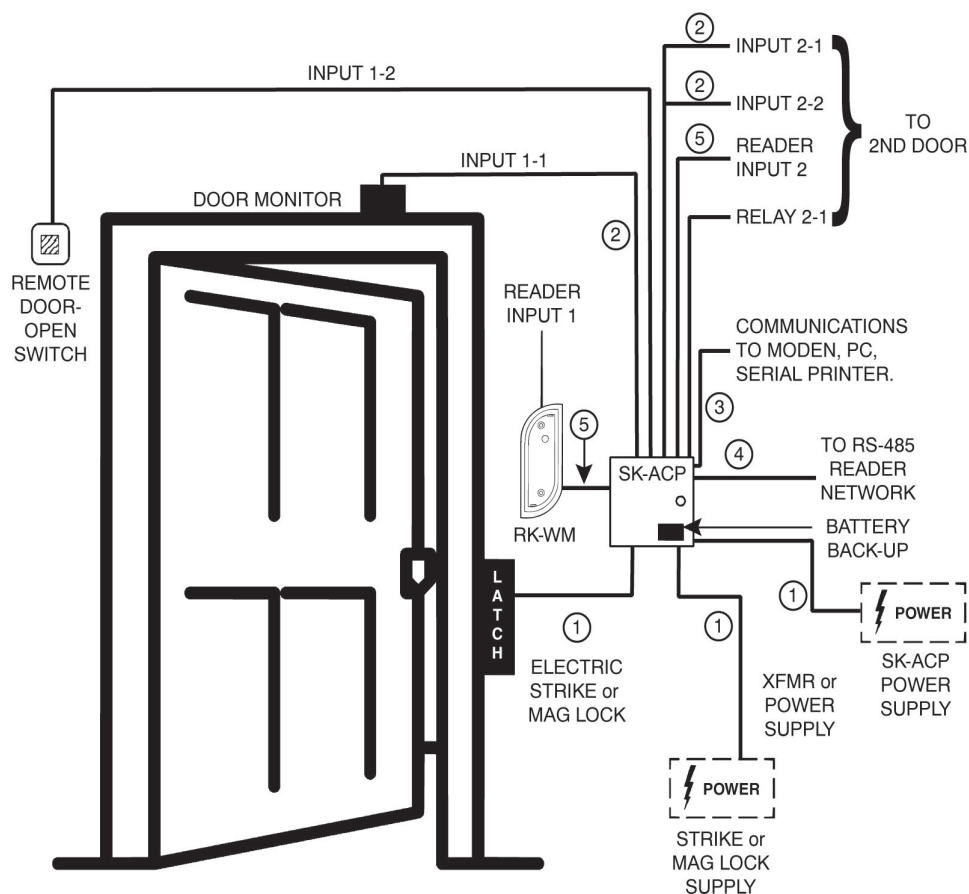 2
INPUT 2-1
INPUT 1-2
2
INPUT 2-2
TO
2ND DOOR
5
READER
INPUT 2
INPUT 1-1
DOOR MONITOR
RELAY 2-1
2
REMOTE
DOOR-
OPEN
SWITCH
READER
INPUT 1
COMMUNICATIONS
TO MODEN, PC,
SERIAL PRINTER.
3
5
4
TO RS-485
READER
NETWORK
SK-ACP
RK-WM
BATTERY
BACK-UP
LATCH
1
ELECTRIC
STRIKE or
MAG LOCK
1
XFMR or
POWER
SUPPLY
1
POWER
SK-ACP
POWER
SUPPLY
POWER
STRIKE or
MAG LOCK
SUPPLY